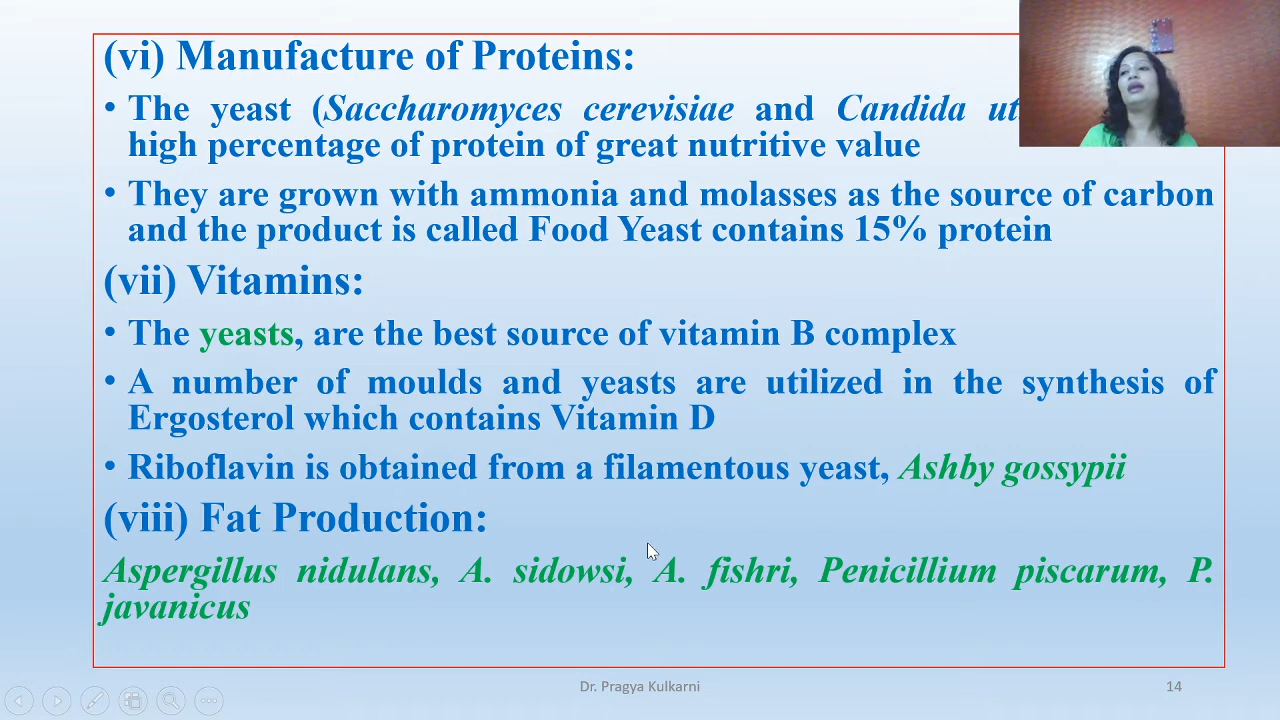 (vi) Manufacture of Proteins:
• The yeast (Saccharomyces cerevisiae and Candida
high percentage of protein of great nutritive value
• They are grown with ammonia and molasses as the source of carbon
and the product is called Food Yeast contains 15% protein
(vii) Vitamins:
• The yeasts, are the best source of vitamin B complex
• A number of moulds and yeasts are utilized in the synthesis of
Ergosterol which contains Vitamin D
• Riboflavin is obtained from a filamentous yeast, Ashby gossypii
(viii) Fat Production:
Aspergillus nidulans, A. sidowsi, A. fishri, Penicillium piscarum, P.
javanicus
Dr. Pragya Kulkarni
14